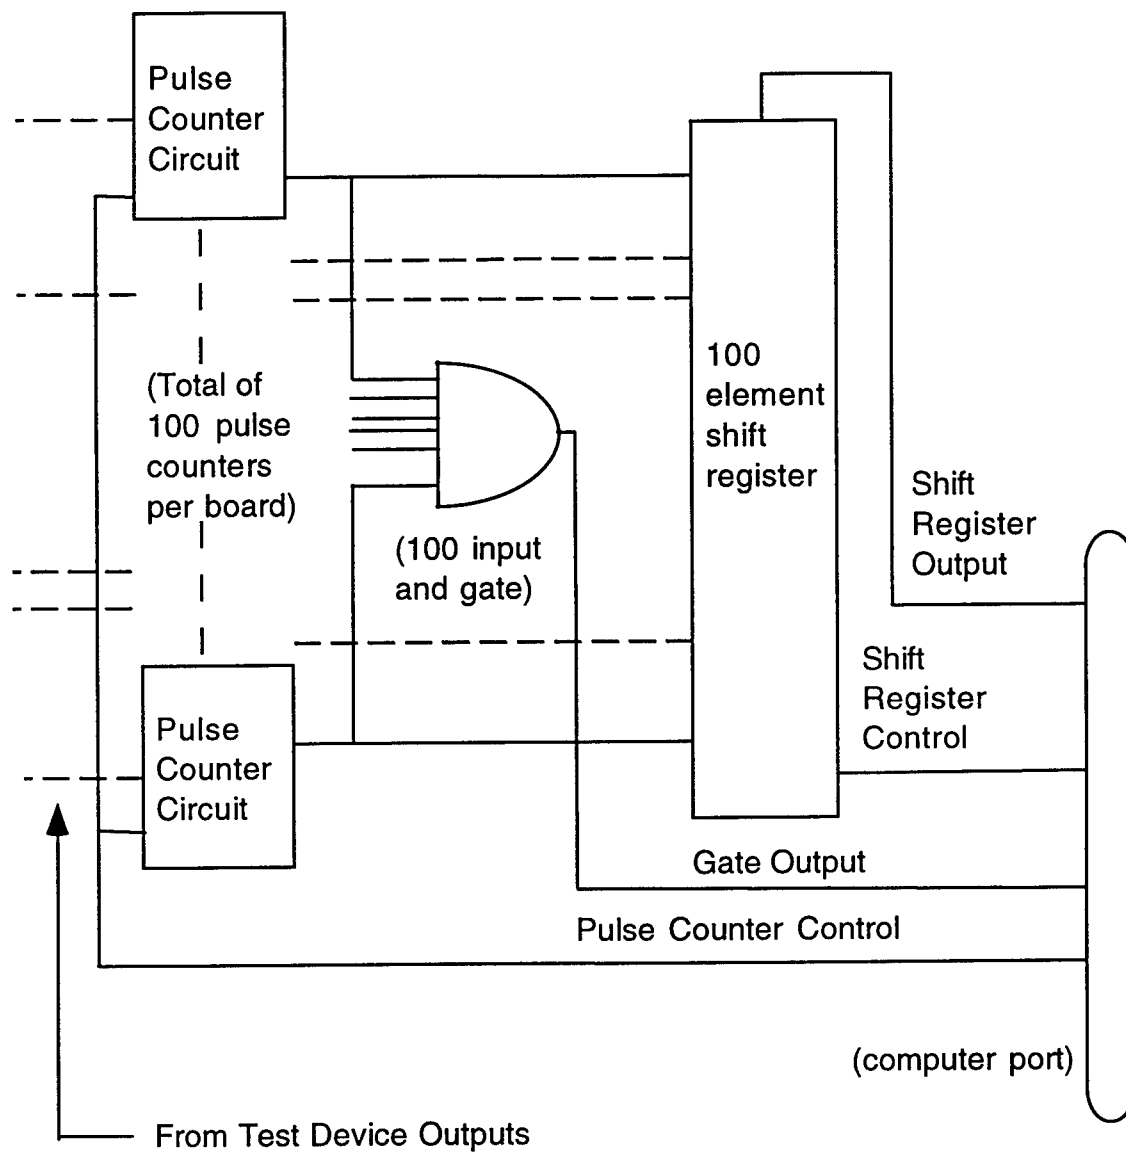 Pulse
Counter
Circuit
(Total of
100 pulse
counters
per board)
100
element
shift
register
(100 input
and gate)
Shift
Register
Output
Shift
Register
Control
Pulse
Counter
Circuit
Gate Output
Pulse Counter Control
(computer port)
From Test Device Outputs